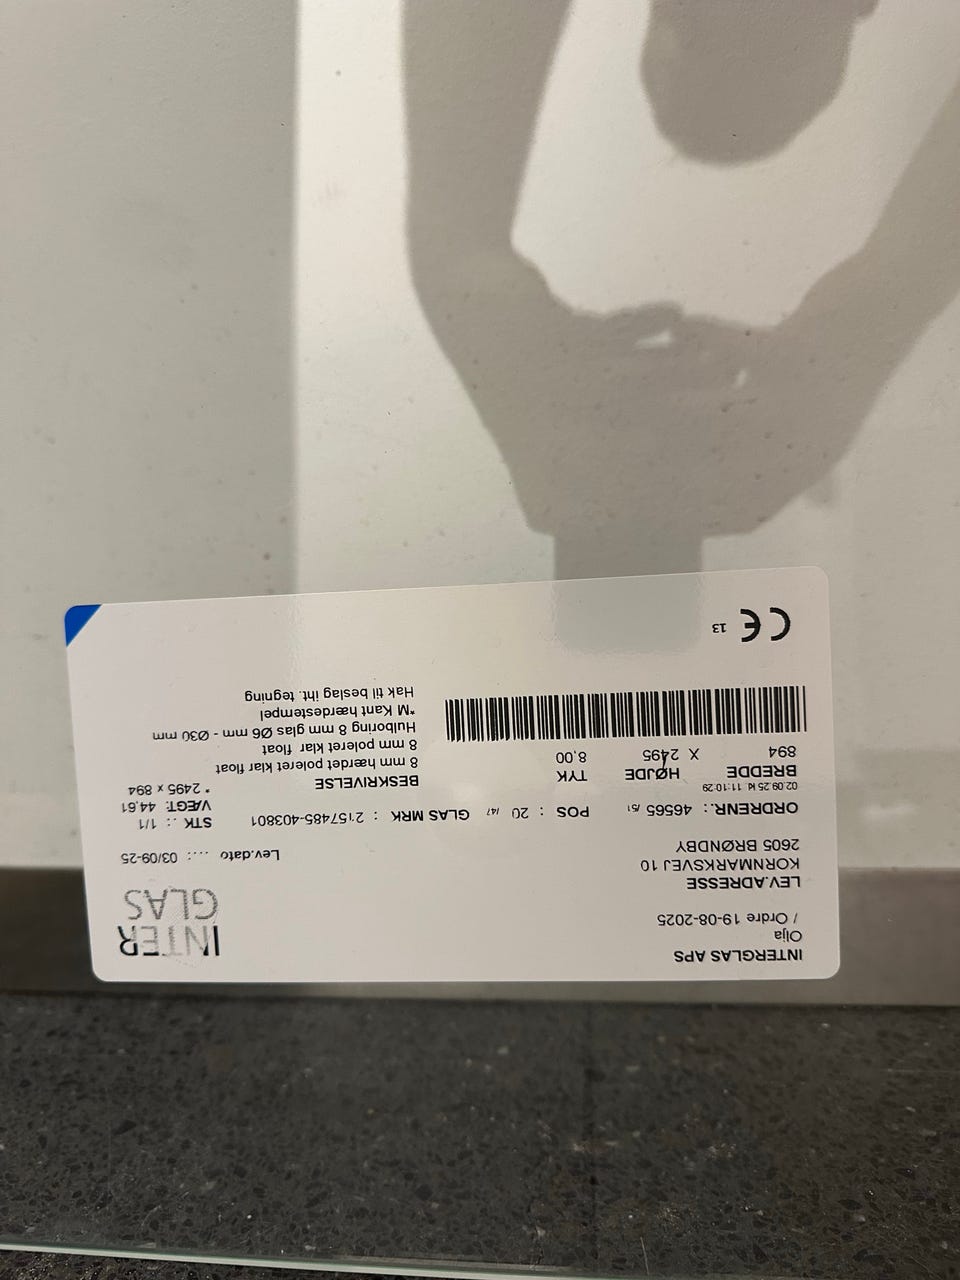 INTERGLAS APS
Olja
/ Ordre 19-08-2025
INTER
GLAS
LEV.ADRESSE
KORNMARKSVEJ 10
2605 BRØNDBY
Lev.dato ....: 03/09-25
ORDRENR.: 46565 /51 POS : 20 /47 GLAS MRK : 2'157485-403801
STK .: 1/1
02.09.25 kl 11:10:29
VÆGT: 44,61
BREDDE HØJDE TYK BESKRIVELSE
* 2495 x 894
894 X 2495 8,00
8 mm hærdet poleret klar float
8 mm poleret klar float
Hulboring 8 mm glas Ø6 mm - Ø30 mm
*M Kant hærdestempel
Hak til beslag iht. tegning
CE 13